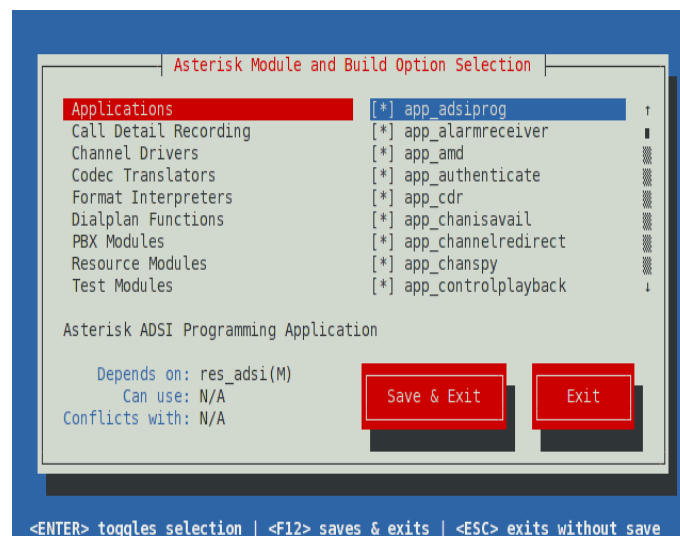 Asterisk Module and Build Option Selection
Applications [*] app_adsiprog ↑
Call Detail Recording [*] app_alarmreceiver
Channel Drivers [*] app_amd
Codec Translators [*] app_authenticate
Format Interpreters [*] app_cdr
Dialplan Functions [*] app_chanisavail
PBX Modules [*] app_channelredirect
Resource Modules [*] app_chanspy
Test Modules [*] app_controlplayback ↓
Asterisk ADSI Programming Application
Depends on: res_adsi(M)
Can use: N/A
Conflicts with: N/A
Save & Exit Exit
<ENTER> toggles selection | <F12> saves & exits | <ESC> exits without save